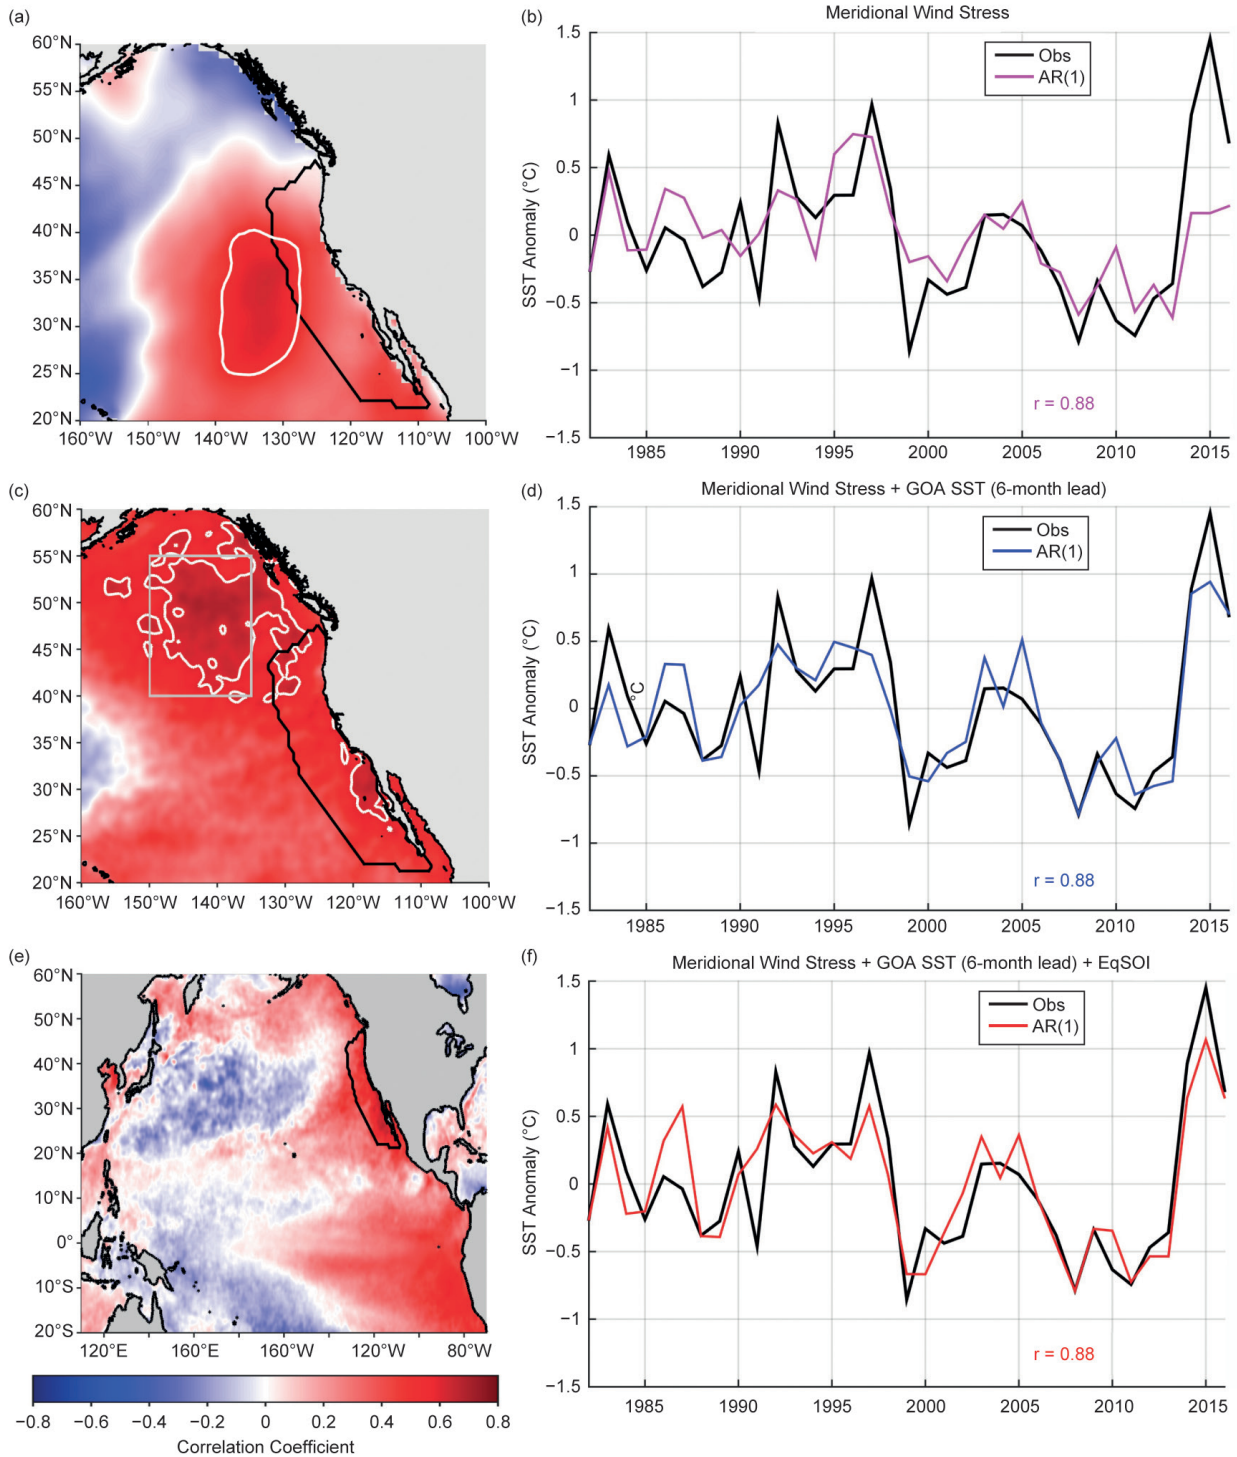 (a)
60°N
55°N
50°N
45°N
40°N
35°N
30°N
25°N
20°N
160°W 150°W 140°W 130°W 120°W 110°W 100°W
(b)
Meridional Wind Stress
SST Anomaly (°C)
1.5
1
0.5
0
−0.5
−1
−1.5
Obs
AR(1)
r = 0.88
1985 1990 1995 2000 2005 2010 2015
(c)
60°N
55°N
50°N
45°N
40°N
35°N
30°N
25°N
20°N
160°W 150°W 140°W 130°W 120°W 110°W 100°W
(d)
Meridional Wind Stress + GOA SST (6-month lead)
SST Anomaly (°C)
1.5
1
0.5
0
−0.5
−1
−1.5
Obs
AR(1)
°C
r = 0.88
1985 1990 1995 2000 2005 2010 2015
(e)
60°N
50°N
40°N
30°N
20°N
10°N
0°
10°S
20°S
120°E 160°E 160°W 120°W 80°W
−0.8 −0.6 −0.4 −0.2 0 0.2 0.4 0.6 0.8
Correlation Coefficient
(f)
Meridional Wind Stress + GOA SST (6-month lead) + EqSOI
SST Anomaly (°C)
1.5
1
0.5
0
−0.5
−1
−1.5
Obs
AR(1)
r = 0.88
1985 1990 1995 2000 2005 2010 2015